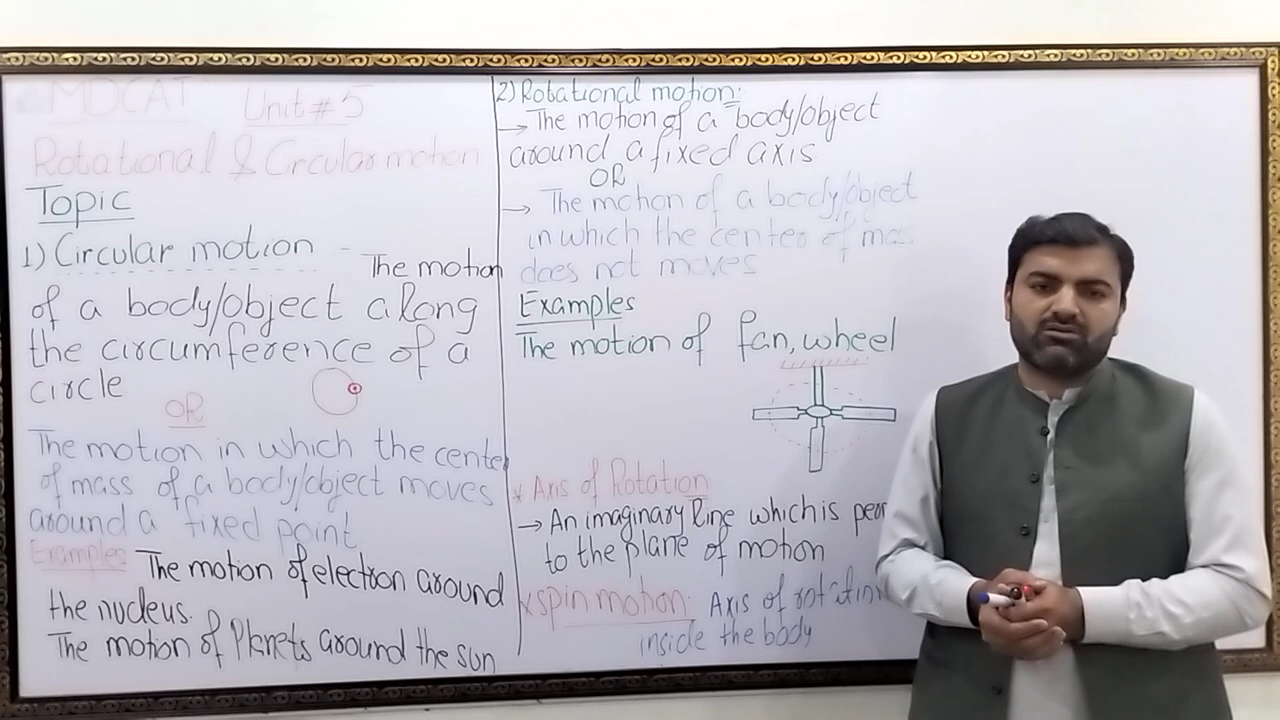 MDCAT Unit # 5
Rotational & Circular motion
Topic
1) Circular motion - The motion
of a body/object along
the circumference of a
circle
OR
The motion in which the center
of mass of a body/object moves
around a fixed point
Examples The motion of electron around
the nucleus.
The motion of Planets around the sun
2) Rotational motion:
→ The motion of a body/object
around a fixed axis
OR
→ The motion of a body/object
in which the center of mass
does not moves
Examples
The motion of fan, wheel
* Axis of Rotation
→ An imaginary line which is
to the plane of motion
* spin motion: Axis of
inside the body